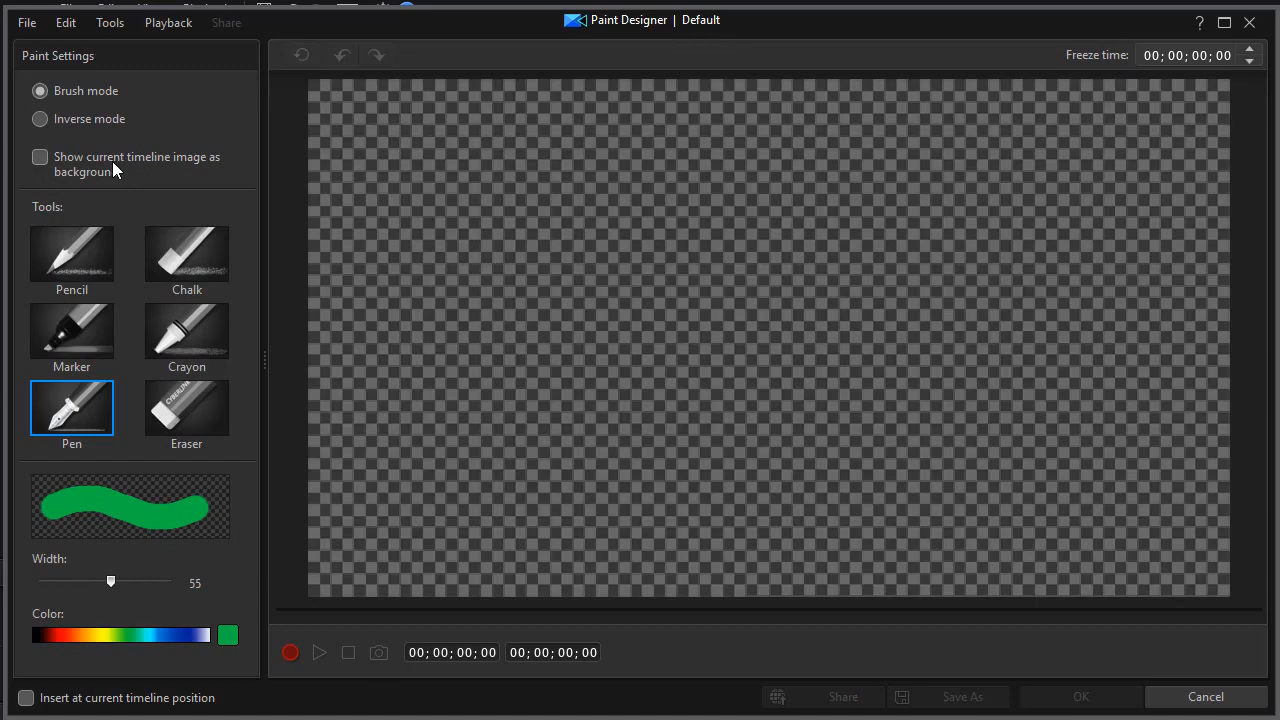 File Edit Tools Playback Share
Paint Designer | Default
?
Paint Settings
Freeze time: 00; 00; 00; 00
Brush mode
Inverse mode
Show current timeline image as
backgroun
Tools:
Pencil Chalk
Marker Crayon
CYBERLINK
Pen Eraser
Width:
55
Color:
00; 00; 00; 00 00; 00; 00; 00
Insert at current timeline position
Share Save As OK Cancel